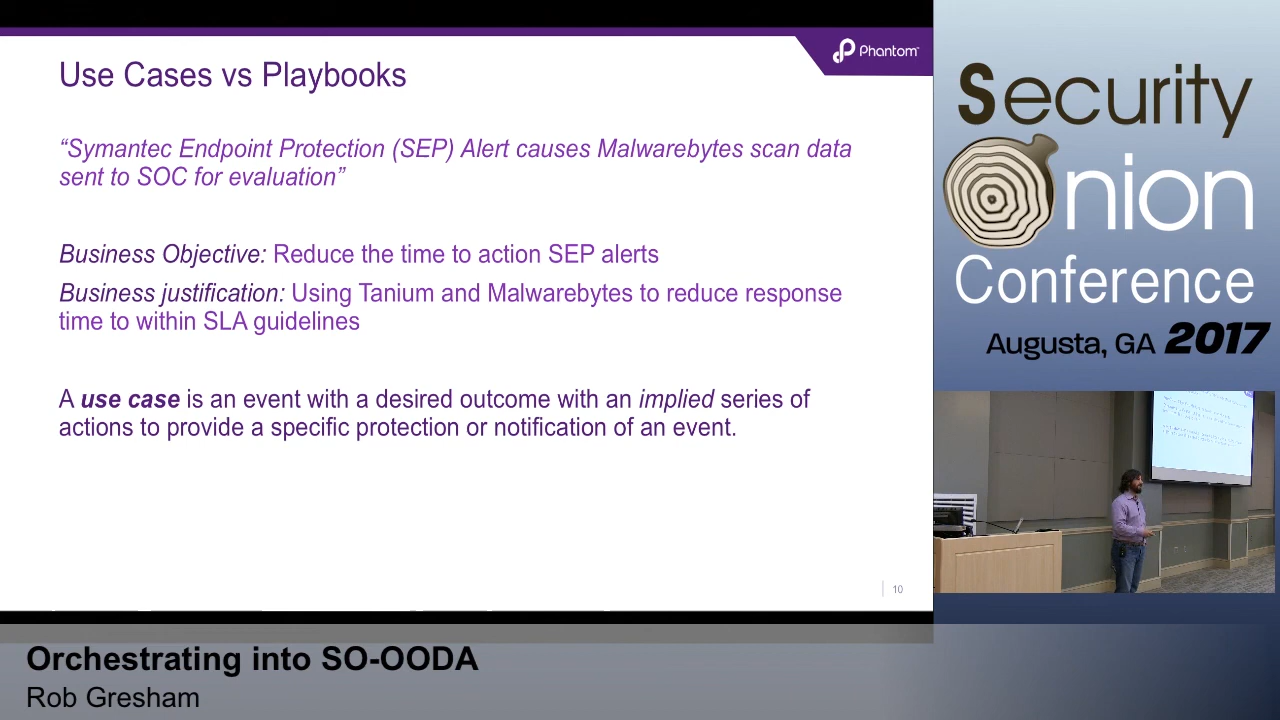 Use Cases vs Playbooks
Phantom
“Symantec Endpoint Protection (SEP) Alert causes Malwarebytes scan data
sent to SOC for evaluation”
Business Objective: Reduce the time to action SEP alerts
Business justification: Using Tanium and Malwarebytes to reduce response
time to within SLA guidelines
A use case is an event with a desired outcome with an implied series of
actions to provide a specific protection or notification of an event.
10
Security
Onion
Conference
Augusta, GA 2017
Orchestrating into SO-OODA
Rob Gresham